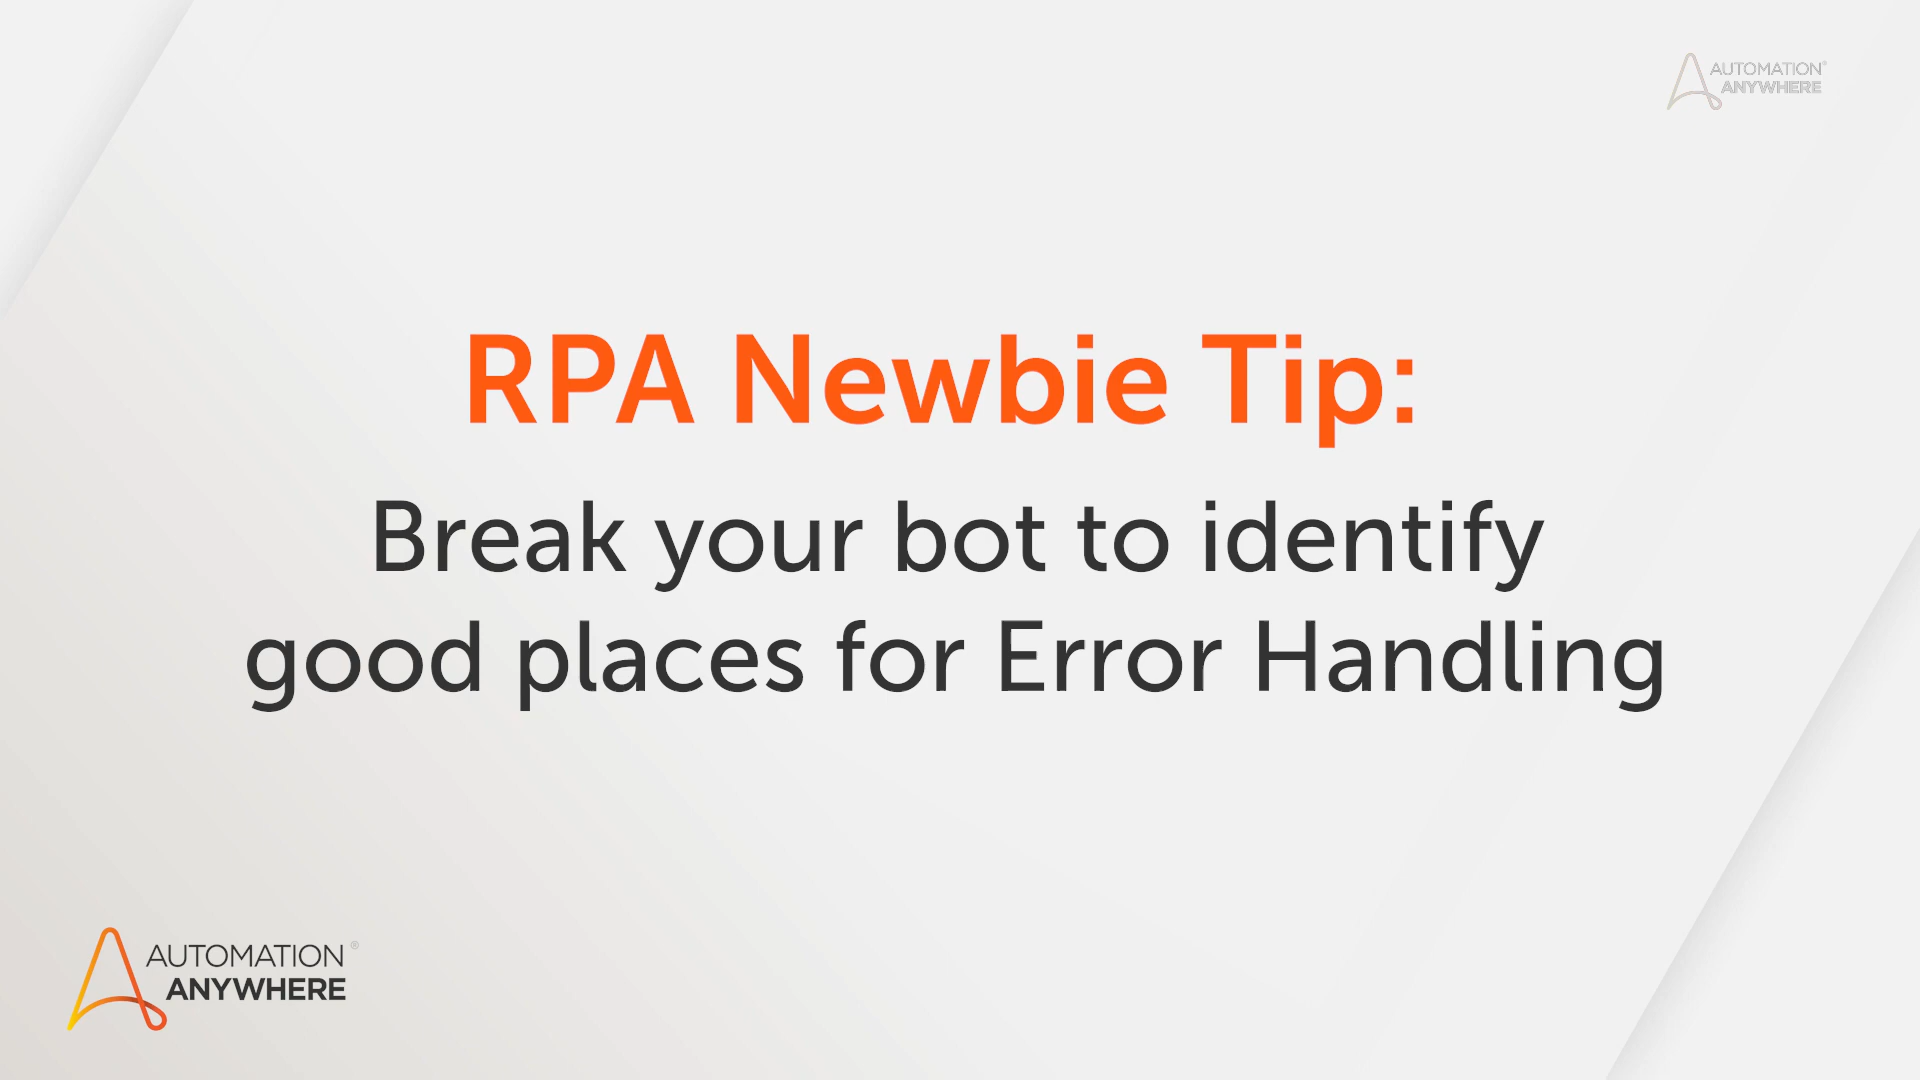 AUTOMATION®
ANYWHERE
RPA Newbie Tip:
Break your bot to identify
good places for Error Handling
AUTOMATION®
ANYWHERE